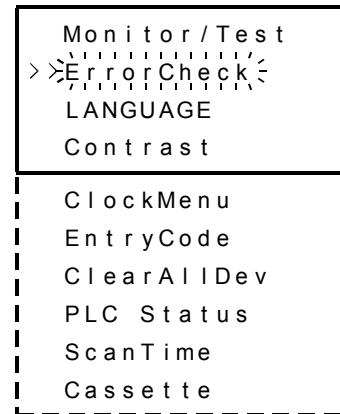 Monitor/Test
>>ErrorCheck
LANGUAGE
Contrast
ClockMenu
EntryCode
ClearAllDev
PLC Status
ScanTime
Cassette